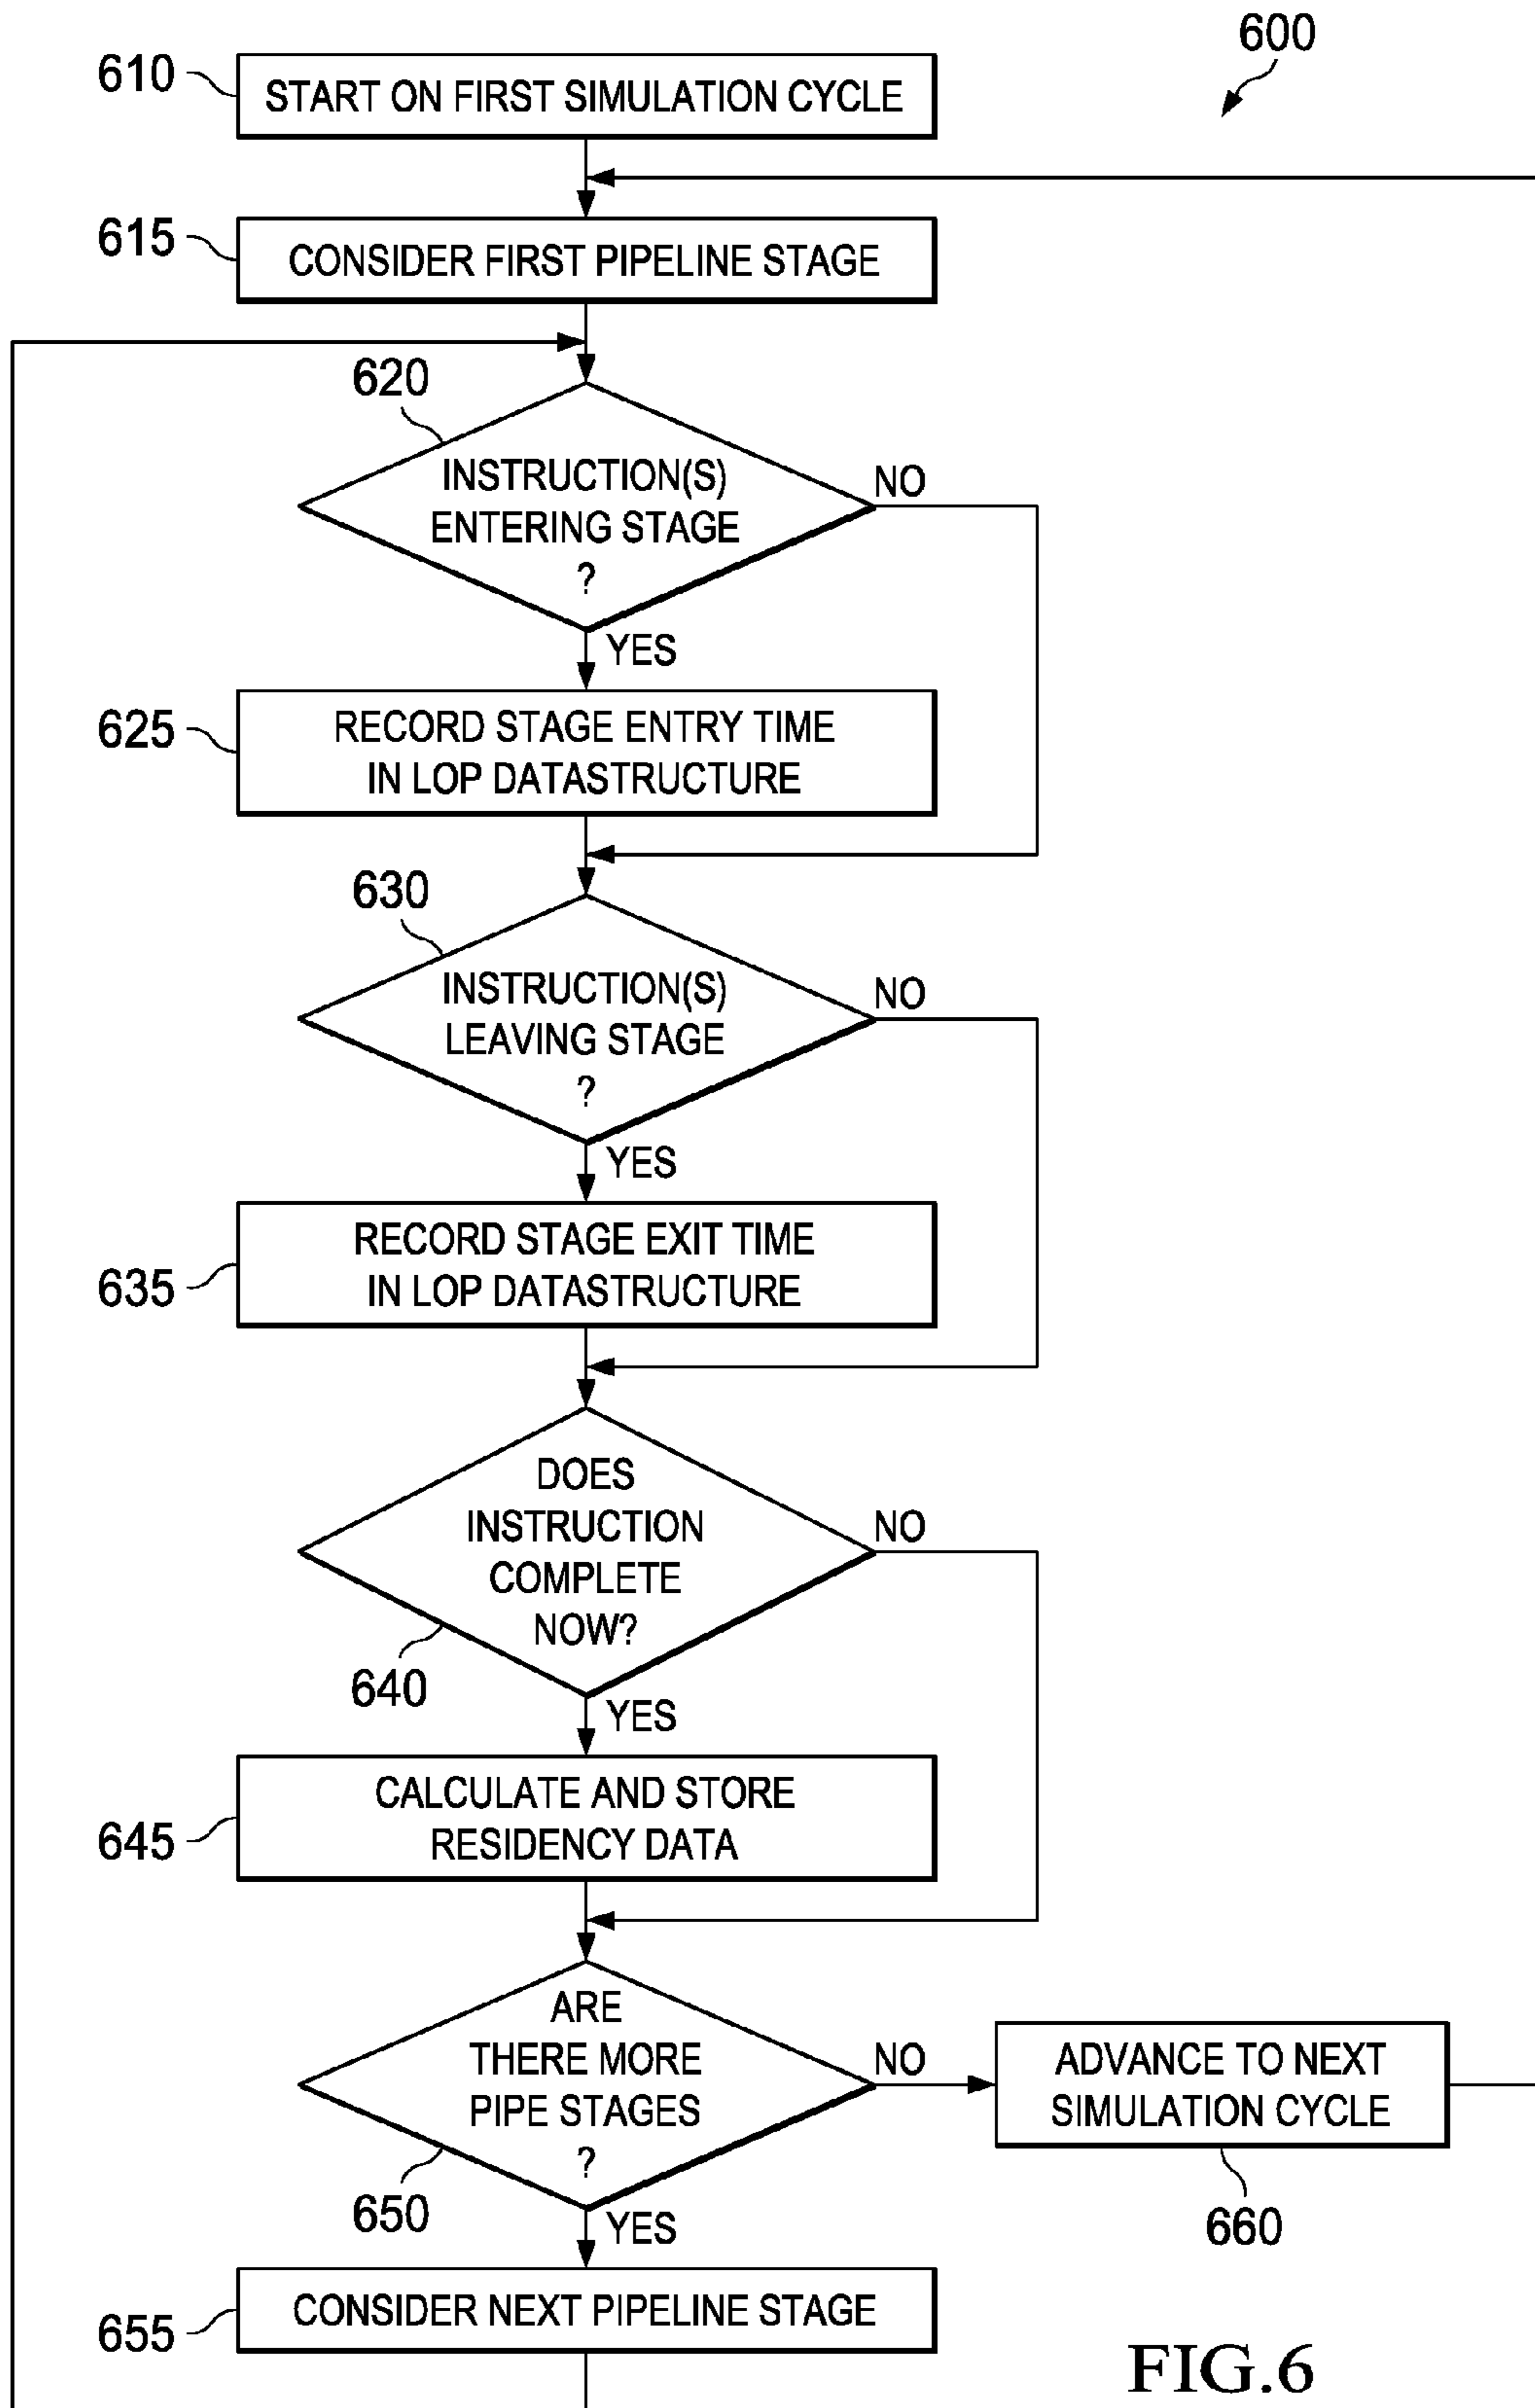 600
610
START ON FIRST SIMULATION CYCLE
615
CONSIDER FIRST PIPELINE STAGE
620
INSTRUCTION(S)
ENTERING STAGE
?
NO
YES
625
RECORD STAGE ENTRY TIME
IN LOP DATASTRUCTURE
630
INSTRUCTION(S)
LEAVING STAGE
?
NO
YES
635
RECORD STAGE EXIT TIME
IN LOP DATASTRUCTURE
DOES
INSTRUCTION
COMPLETE
NOW?
NO
640
YES
645
CALCULATE AND STORE
RESIDENCY DATA
ARE
THERE MORE
PIPE STAGES
?
NO
650
YES
ADVANCE TO NEXT
SIMULATION CYCLE
660
655
CONSIDER NEXT PIPELINE STAGE
FIG.6